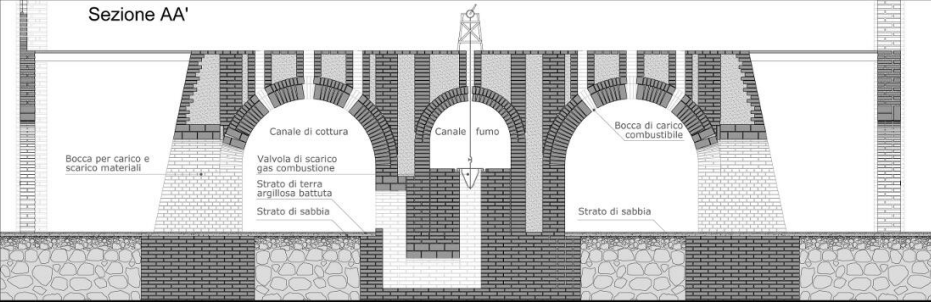 Sezione AA'
Canale di cottura
Canale fumo
Bocca di carico
combustibile
Bocca per carico e
scarico materiali
Valvola di scarico
gas combustione
Strato di terra
argillosa battuta
Strato di sabbia
Strato di sabbia